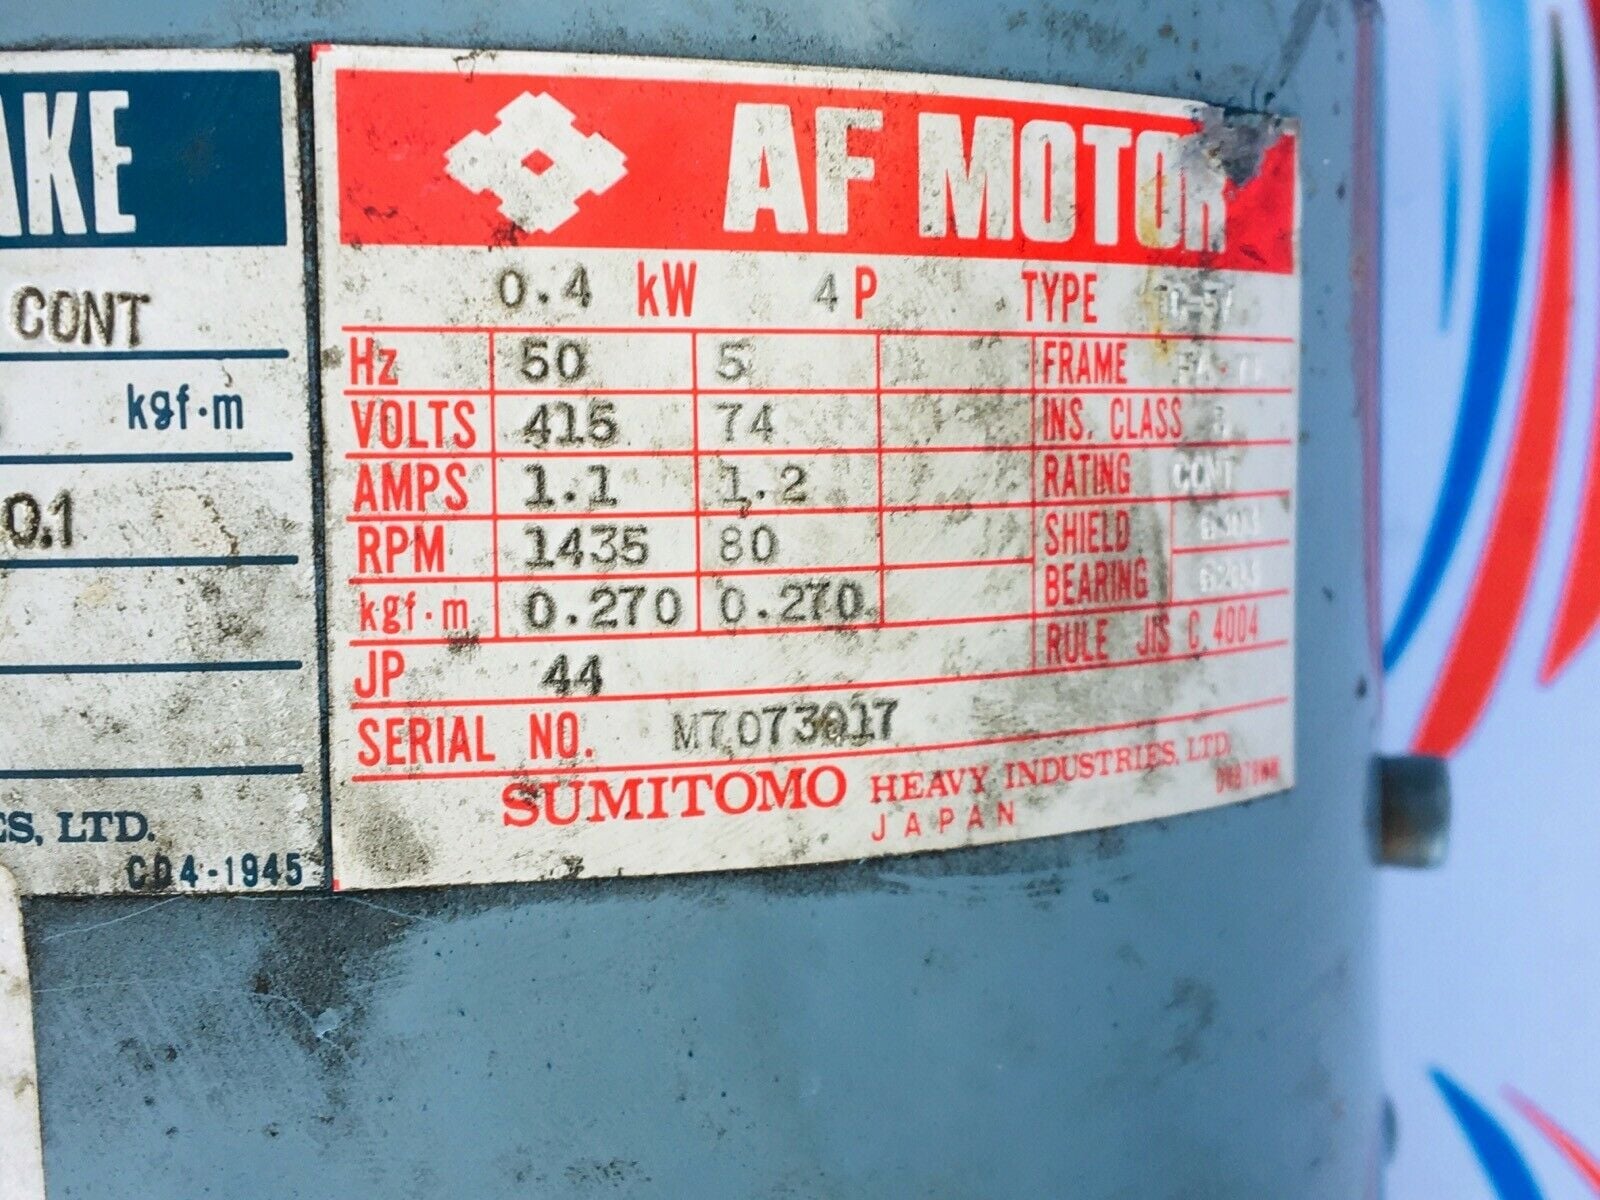 AKE
CONT
kgf·m
0.1
ES, LTD.
CD4-1945
AF MOTOR
0.4 kW 4 P TYPE
Hz 50 5 FRAME
VOLTS 415 74 INS. CLASS B
AMPS 1.1 1.2 RATING CONT
RPM 1435 80 SHIELD
BEARING 6203
kgf·m 0.270 0.270
RULE JIS C 4004
JP 44
SERIAL NO. M7073017
SUMITOMO HEAVY INDUSTRIES, LTD.
JAPAN